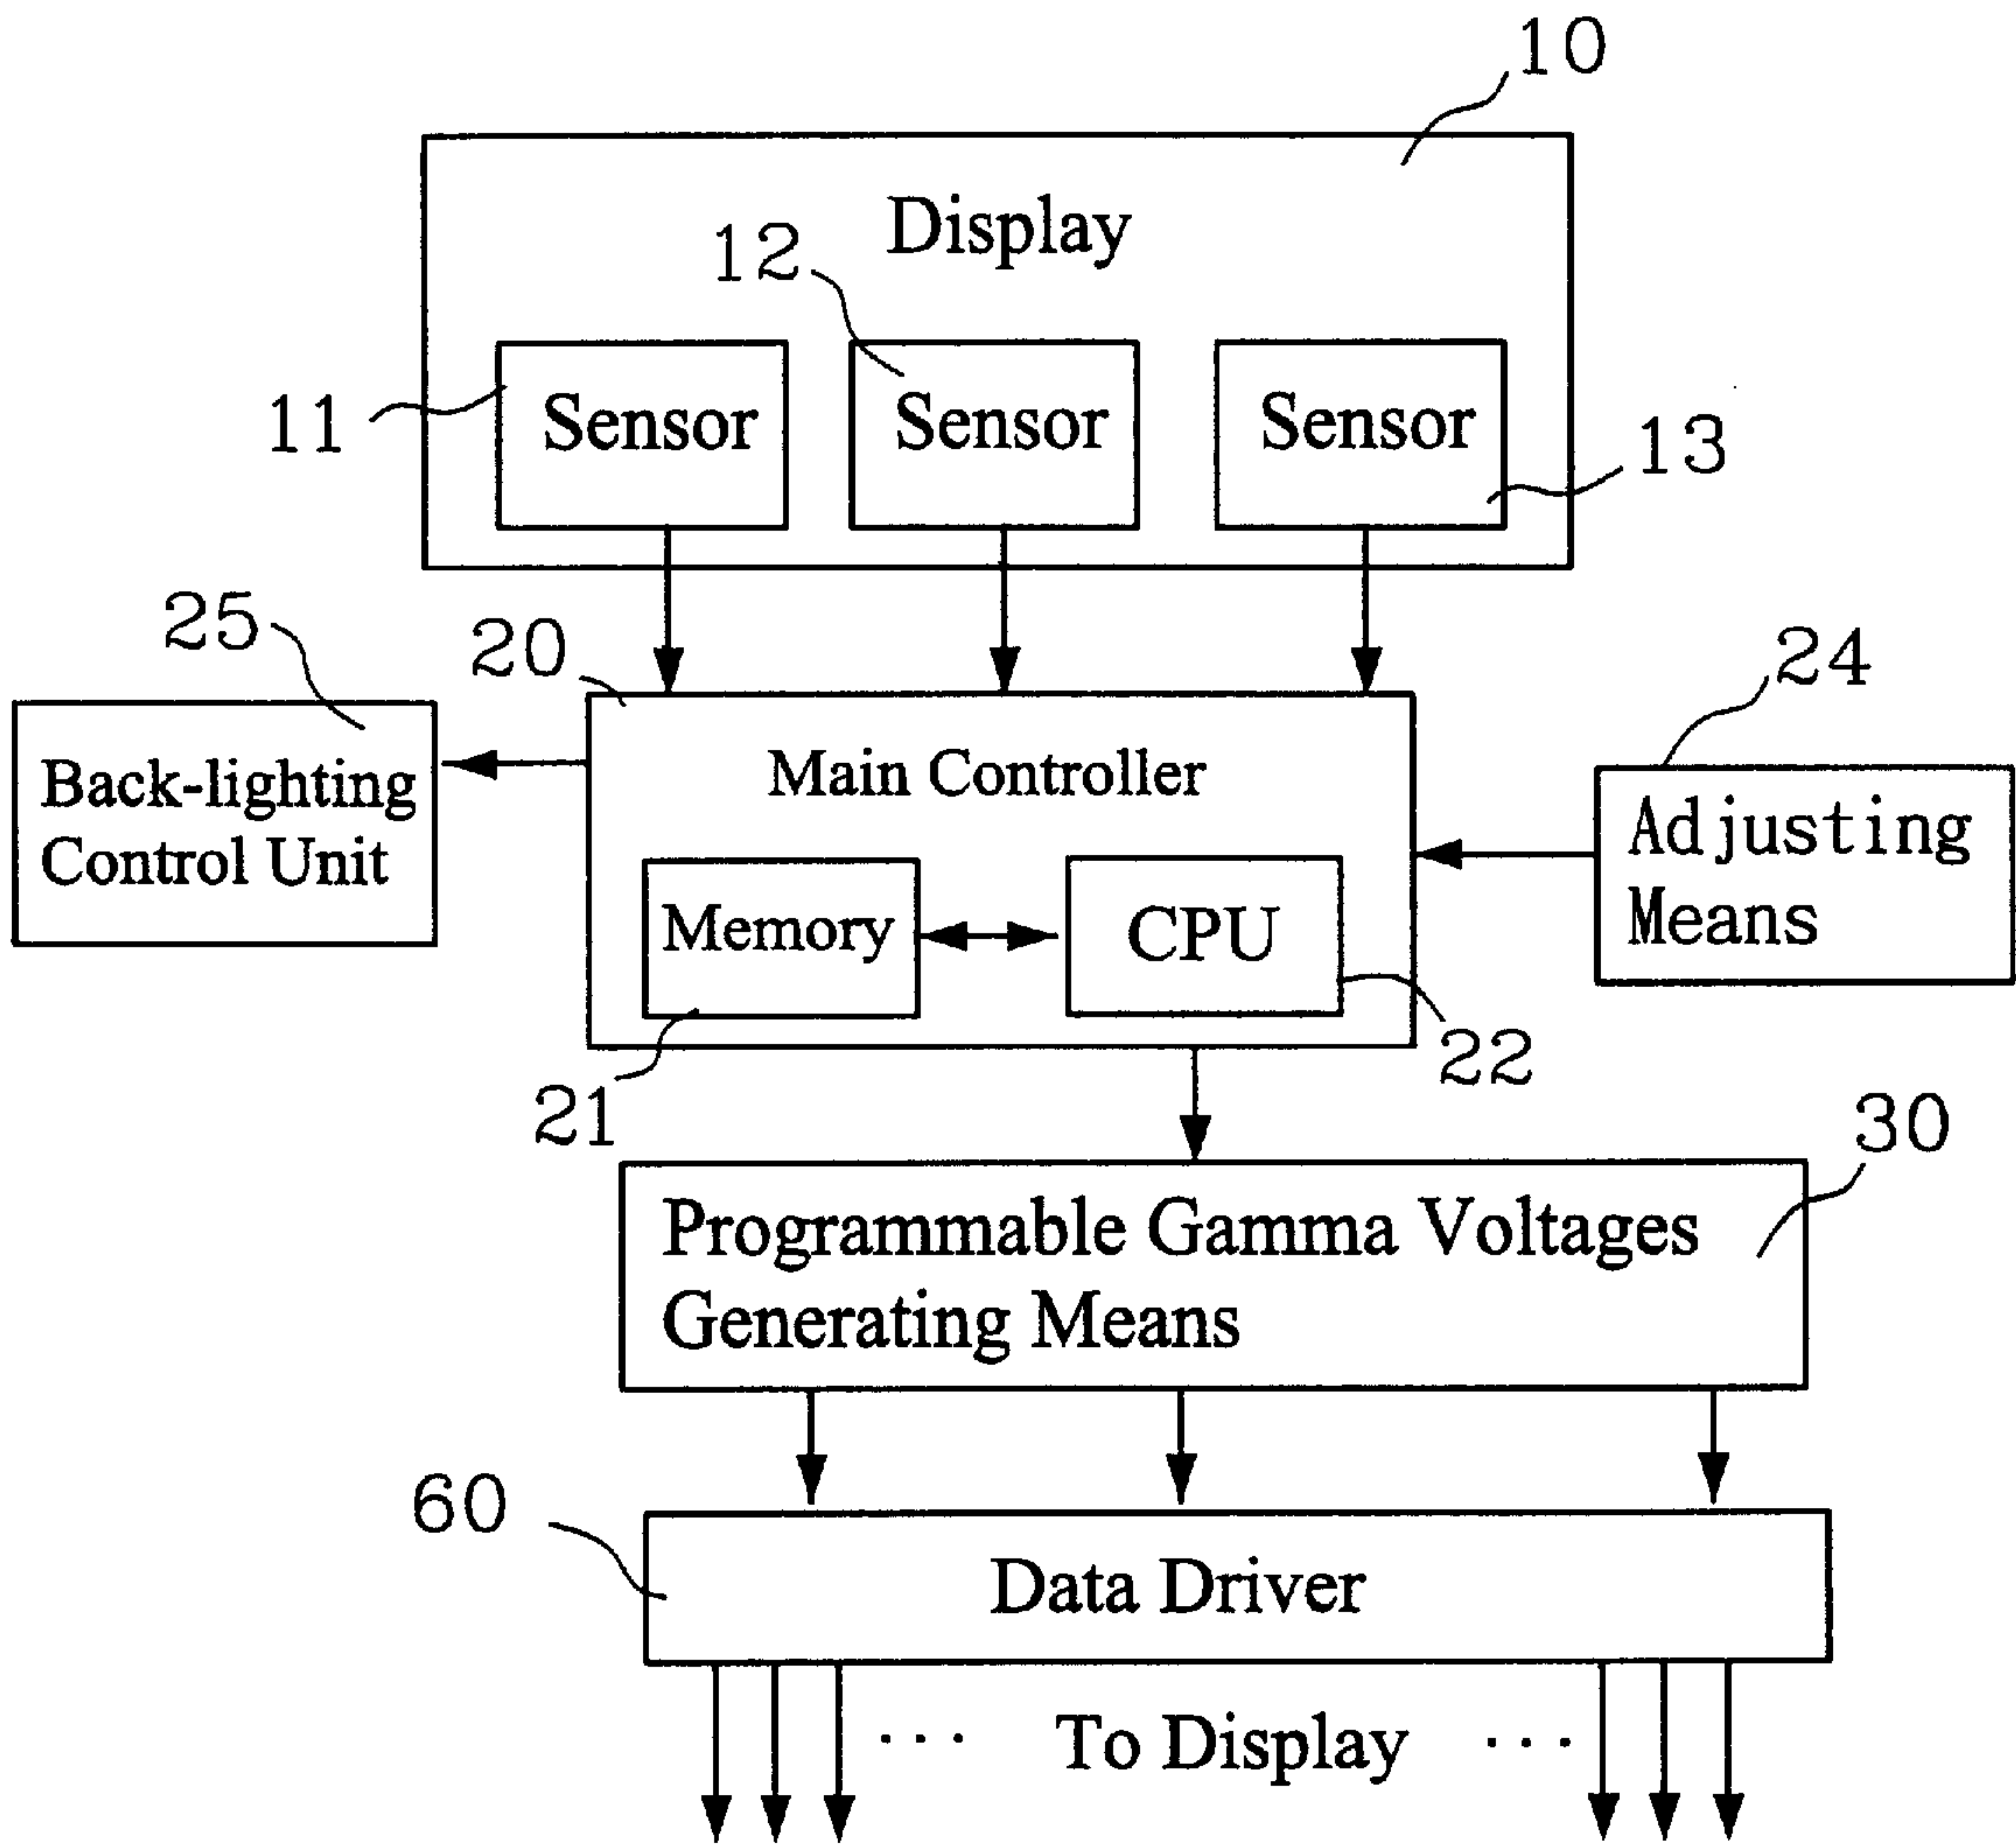 10
Display
12
11
Sensor
Sensor
Sensor
13
25
20
24
Back-lighting
Control Unit
Main Controller
Adjusting
Means
Memory
CPU
21
22
30
Programmable Gamma Voltages
Generating Means
60
Data Driver
··· To Display ···